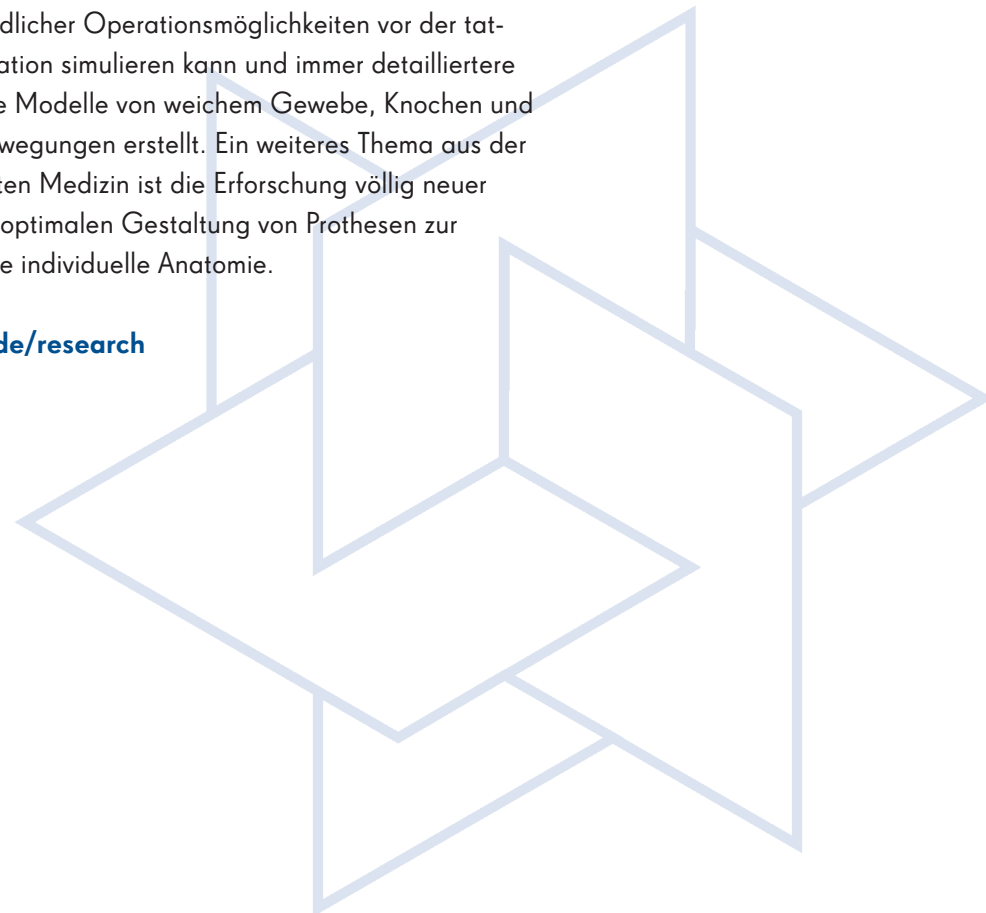 dlicher Operationsmöglichkeiten vor der tat-
ation simulieren kann und immer detailliertere
e Modelle von weichem Gewebe, Knochen und
wegungen erstellt. Ein weiteres Thema aus der
ten Medizin ist die Erforschung völlig neuer
optimalen Gestaltung von Prothesen zur
e individuelle Anatomie.
de/research